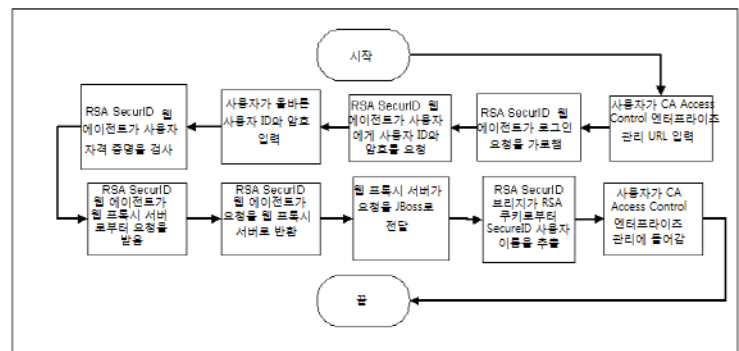 시작
사용자가 CA Access
Control 엔터프라이즈
관리 URL 입력
RSA SecurID 웹
에이전트가 로그인
요청을 가로챔
RSA SecurID 웹
에이전트가 사용자
에게 사용자 ID와
암호를 요청
사용자가 올바른
사용자 ID와 암호
입력
RSA SecurID 웹
에이전트가 사용자
자격 증명을 검사
RSA SecurID
웹 에이전트가
웹 프록시 서버
로부터 요청을
받음
RSA SecurID
웹 에이전트가
요청을 웹 프록시
서버로 반환
웹 프록시 서버가
요청을 JBoss로
전달
RSA SecurID
브리지가 RSA
쿠키로부터
SecureID 사용자
이름을 추출
사용자가 CA
Access Control
엔터프라이즈
관리에 들어감
끝